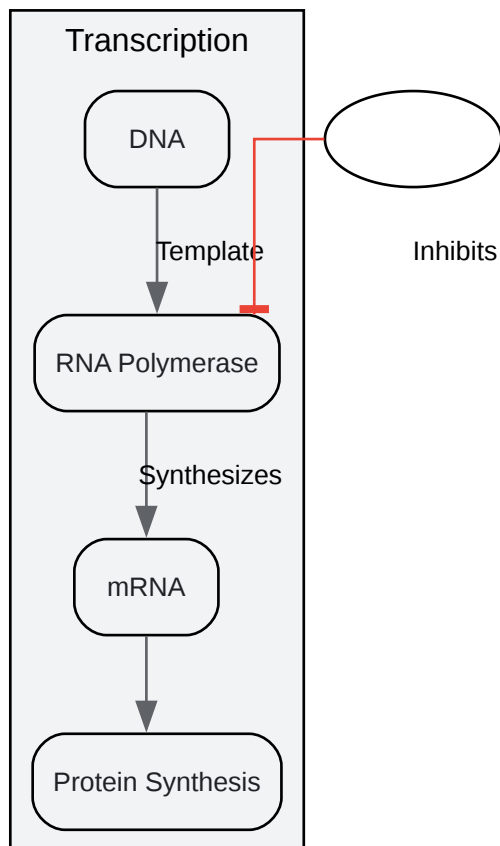 Transcription
DNA
Template
Inhibits
RNA Polymerase
Synthesizes
mRNA
Protein Synthesis